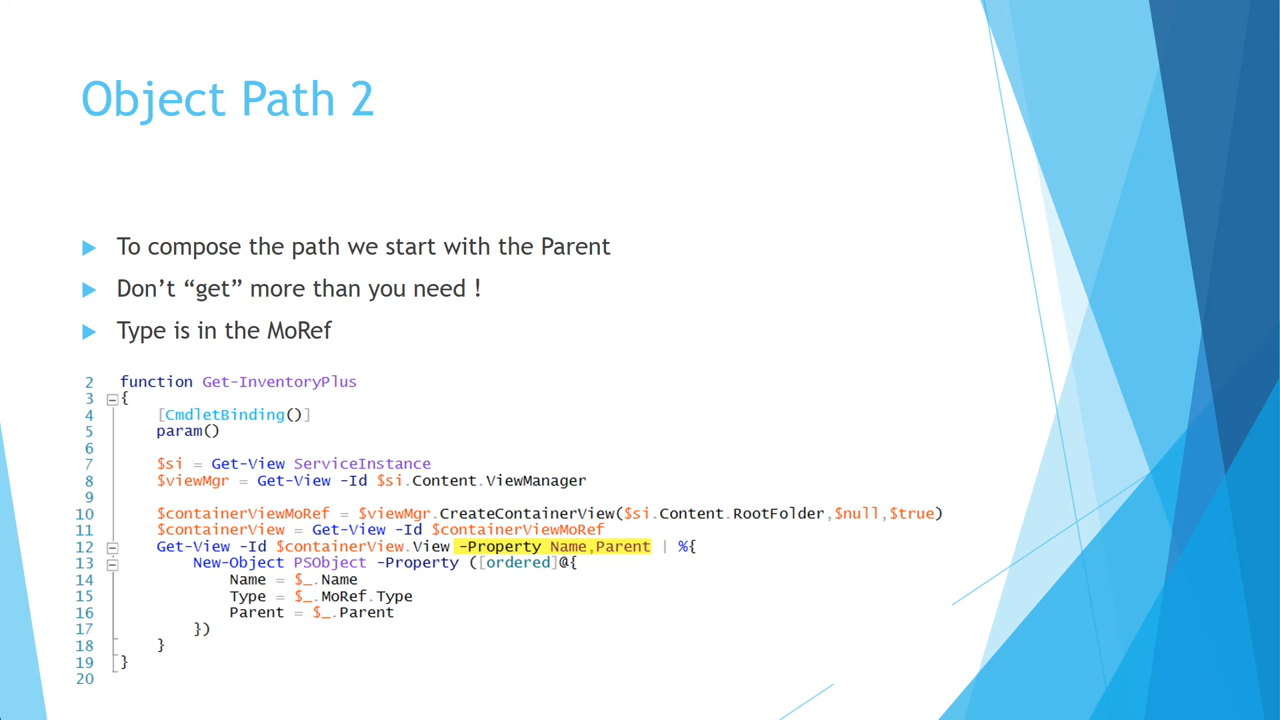 Object Path 2
To compose the path we start with the Parent
Don’t “get” more than you need !
Type is in the MoRef
2 function Get-InventoryPlus
3 {
4     [CmdletBinding()]
5     param()
6
7     $si = Get-View ServiceInstance
8     $viewMgr = Get-View -Id $si.Content.ViewManager
9
10     $containerViewMoRef = $viewMgr.CreateContainerView($si.Content.RootFolder,$null,$true)
11     $containerView = Get-View -Id $containerViewMoRef
12     Get-View -Id $containerView.View -Property Name,Parent | %{
13         New-Object PSObject -Property ([ordered]@{
14             Name = $_.Name
15             Type = $_.MoRef.Type
16             Parent = $_.Parent
17         })
18     }
19 }
20